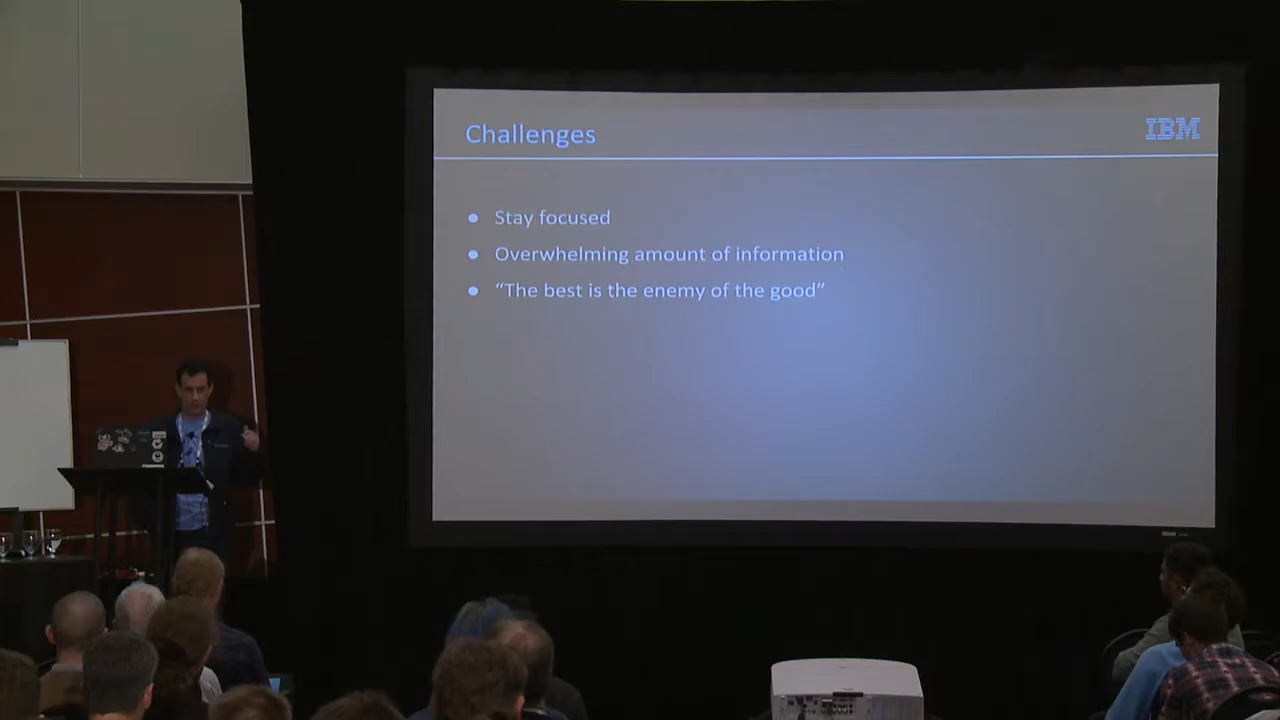 Challenges
IBM
Stay focused
Overwhelming amount of information
“The best is the enemy of the good”